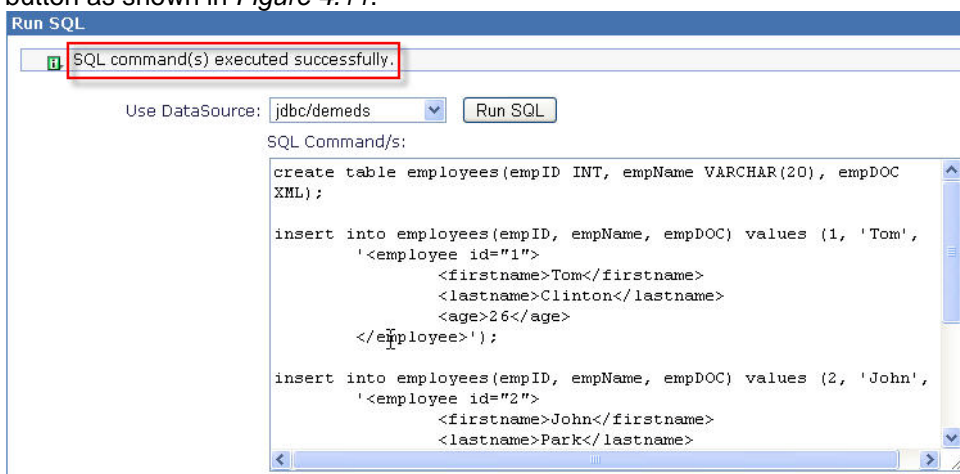 button as shown in Figure 4.11.
Run SQL
SQL command(s) executed successfully.
Use DataSource: jdbc/demeds Run SQL
SQL Command/s:
create table employees(empID INT, empName VARCHAR(20), empDOC
XML);
insert into employees(empID, empName, empDOC) values (1, 'Tom',
'<employee id="1">
<firstname>Tom</firstname>
<lastname>Clinton</lastname>
<age>26</age>
</employee>');
insert into employees(empID, empName, empDOC) values (2, 'John',
'<employee id="2">
<firstname>John</firstname>
<lastname>Park</lastname>